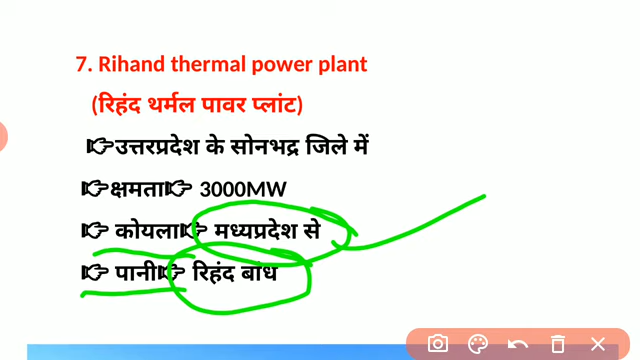 7. Rihand thermal power plant
(रिहंद थर्मल पावर प्लांट)
👉उत्तरप्रदेश के सोनभद्र जिले में
👉क्षमता👉 3000MW
👉 कोयला👉 मध्यप्रदेश से
👉 पानी👉 रिहंद बांध